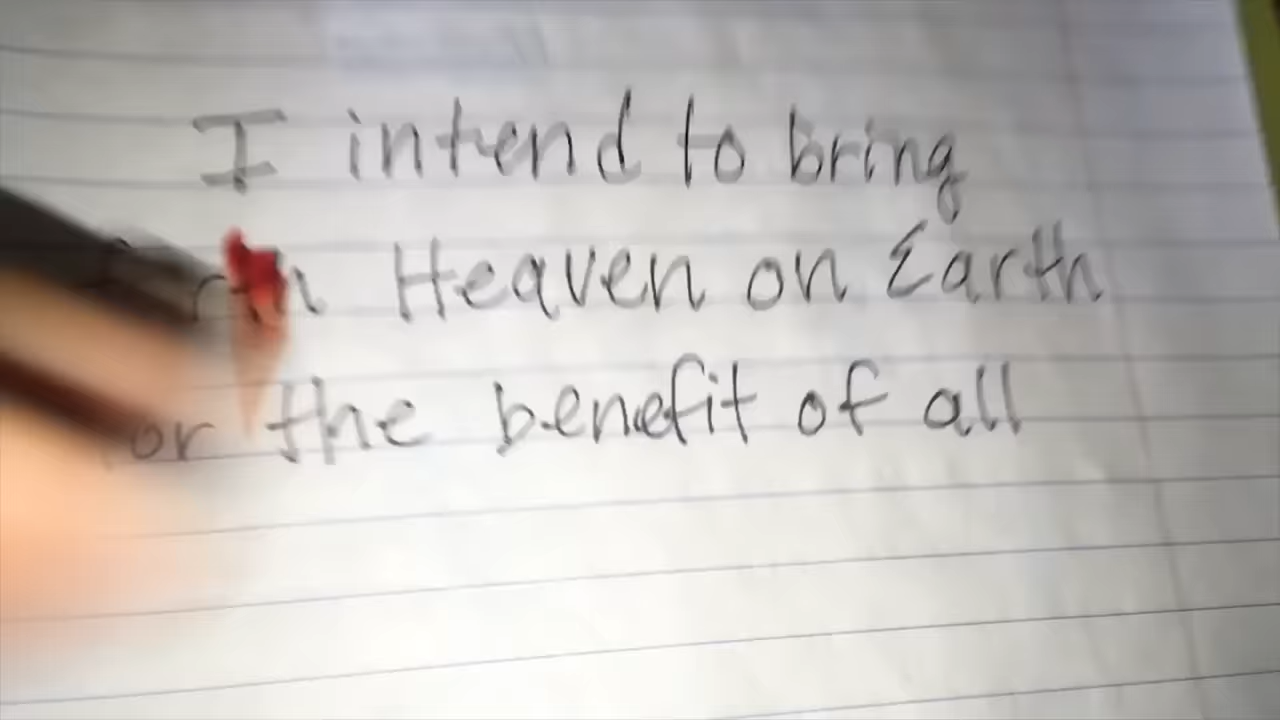 I intend to bring
Heaven on Earth
the benefit of all